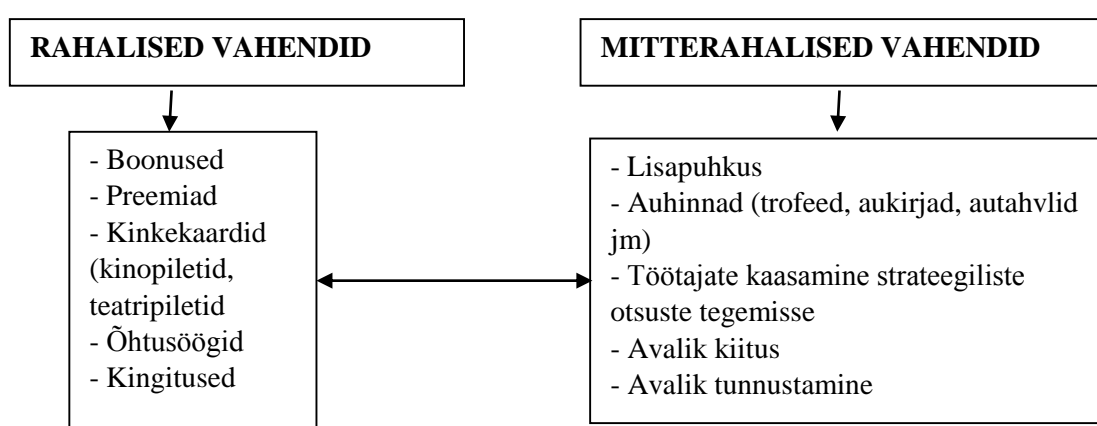 RAHALISED VAHENDID
- Boonused
- Preemiad
- Kinkekaardid
(kinopiletid,
teatripiletid
- Õhtusöögid
- Kingitused
MITTERAHALISED VAHENDID
- Lisapuhkus
- Auhinnad (trofeed, aukirjad, autahvlid
jm)
- Töötajate kaasamine strateegiliste
otsuste tegemisse
- Avalik kiitus
- Avalik tunnustamine